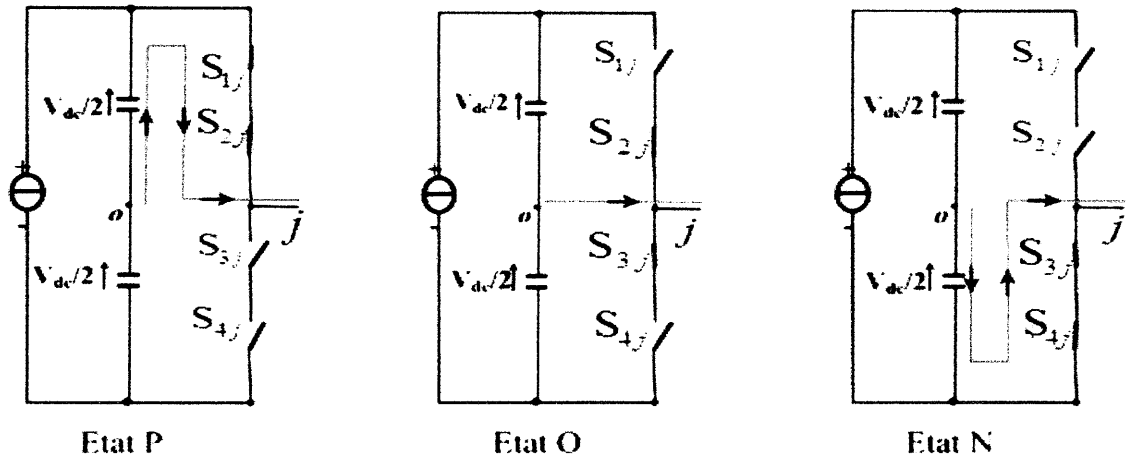 S1j
S2j
Vdc/2
+
-
o
j
S3j
Vdc/2
S4j
Etat P
S1j
Vdc/2
S2j
+
-
o
j
S3j
Vdc/2
S4j
Etat O
S1j
Vdc/2
S2j
+
-
o
j
S3j
Vdc/2
S4j
Etat N